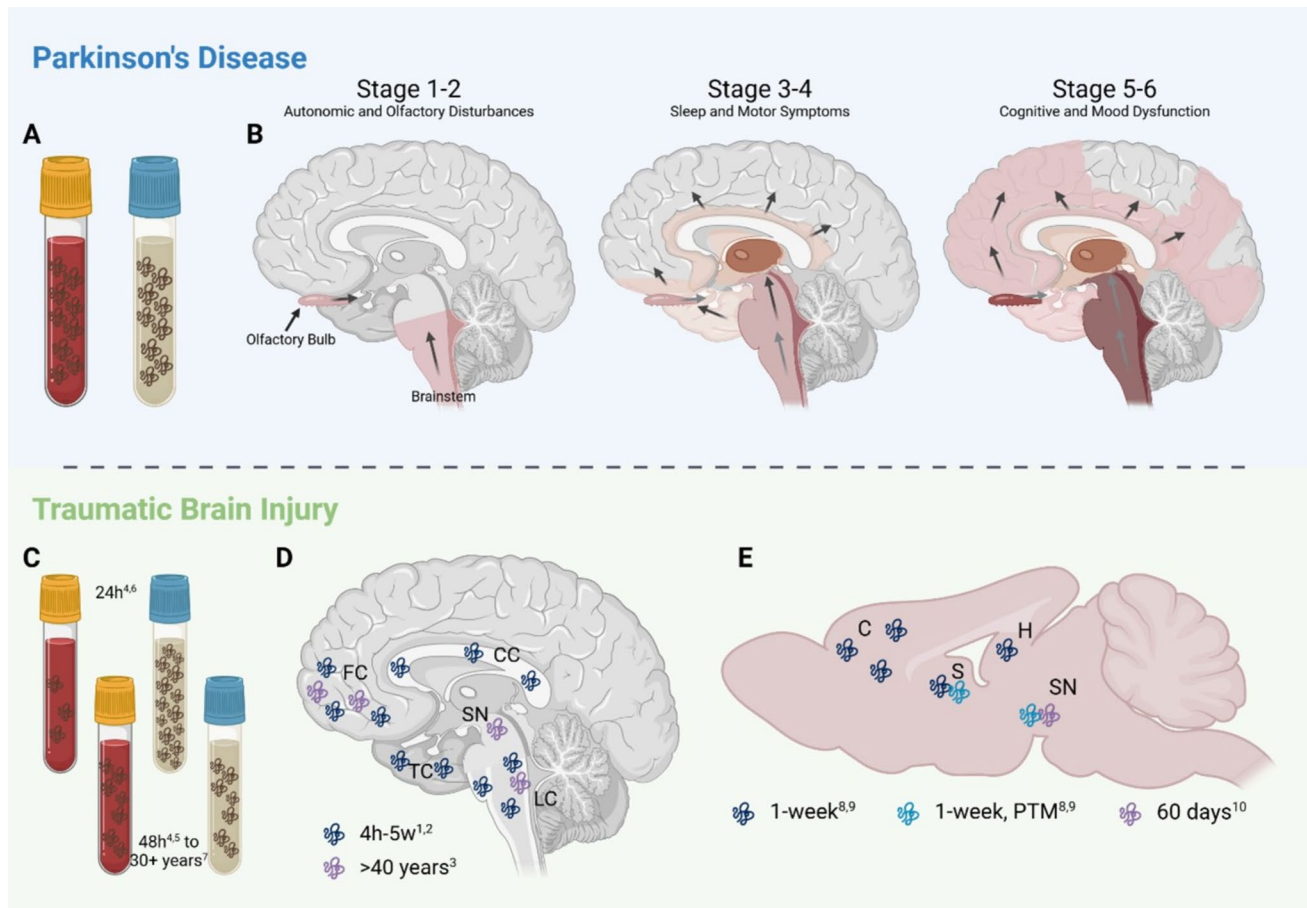 Parkinson's Disease
A
B
Stage 1-2
Autonomic and Olfactory Disturbances
Stage 3-4
Sleep and Motor Symptoms
Stage 5-6
Cognitive and Mood Dysfunction
Olfactory Bulb
Brainstem
Traumatic Brain Injury
C
24h4,6
48h4,5 to
30+ years7
D
FC
CC
SN
TC
LC
4h-5w1,2
>40 years3
E
C
H
S
SN
1-week8,9
1-week, PTM8,9
60 days10